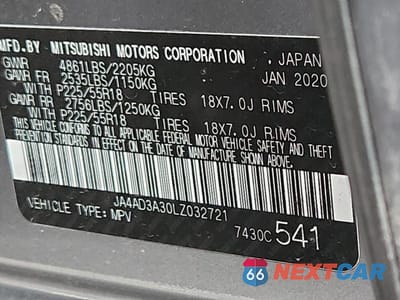 MFD.BY MITSUBISHI MOTORS CORPORATION , JAPAN
GVWR 4861LBS/2205KG JAN 2020
GAWR FR 2535LBS/1150KG
WITH P225/55R18 TIRES 18X7.0J RIMS
GAWR RR 2756LBS/1250KG
WITH P225/55R18 TIRES 18X7.0J RIMS
THIS VEHICLE CONFORMS TO ALL APPLICABLE FEDERAL MOTOR VEHICLE SAFETY, BUMPER AND THEFT PREVENTION STANDARDS IN EFFECT ON THE DATE OF MANUFACTURE SHOWN ABOVE.
JA4AD3A30LZ032721
VEHICLE TYPE: MPV 7430C 541
66 NEXTCAR